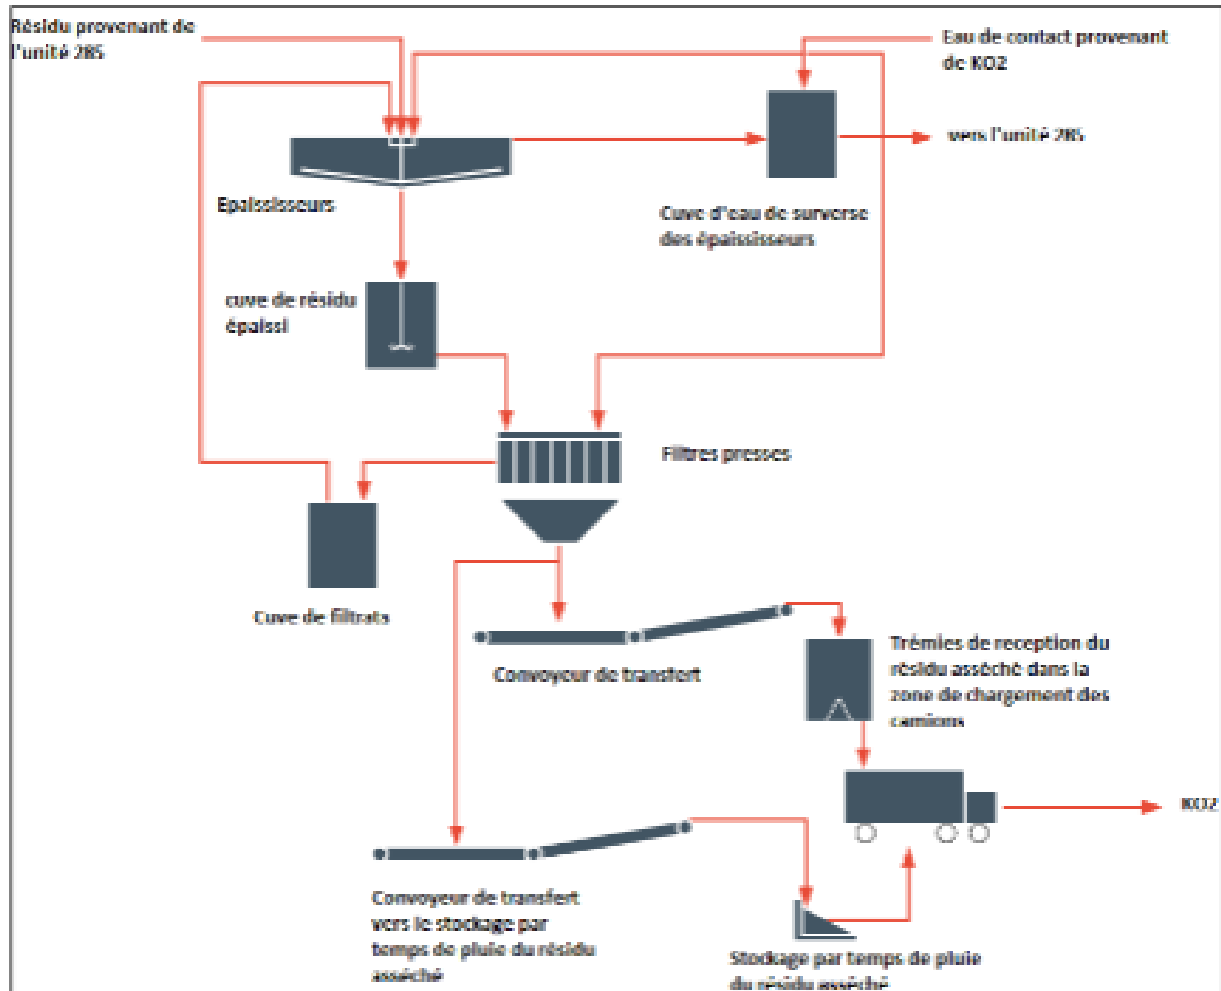 Résidu provenant de
l'unité 285
Eau de contact provenant
de KO2
vers l'unité 285
Epaississeurs
Cuve d'eau de surverse
des épaississeurs
cuve de résidu
épaissi
Filtres presses
Cuve de filtrats
Convoyeur de transfert
Trémies de reception du
résidu asséché dans la
zone de chargement des
camions
KO2
Convoyeur de transfert
vers le stockage par
temps de pluie du résidu
asséché
Stockage par temps de pluie
du résidu asséché